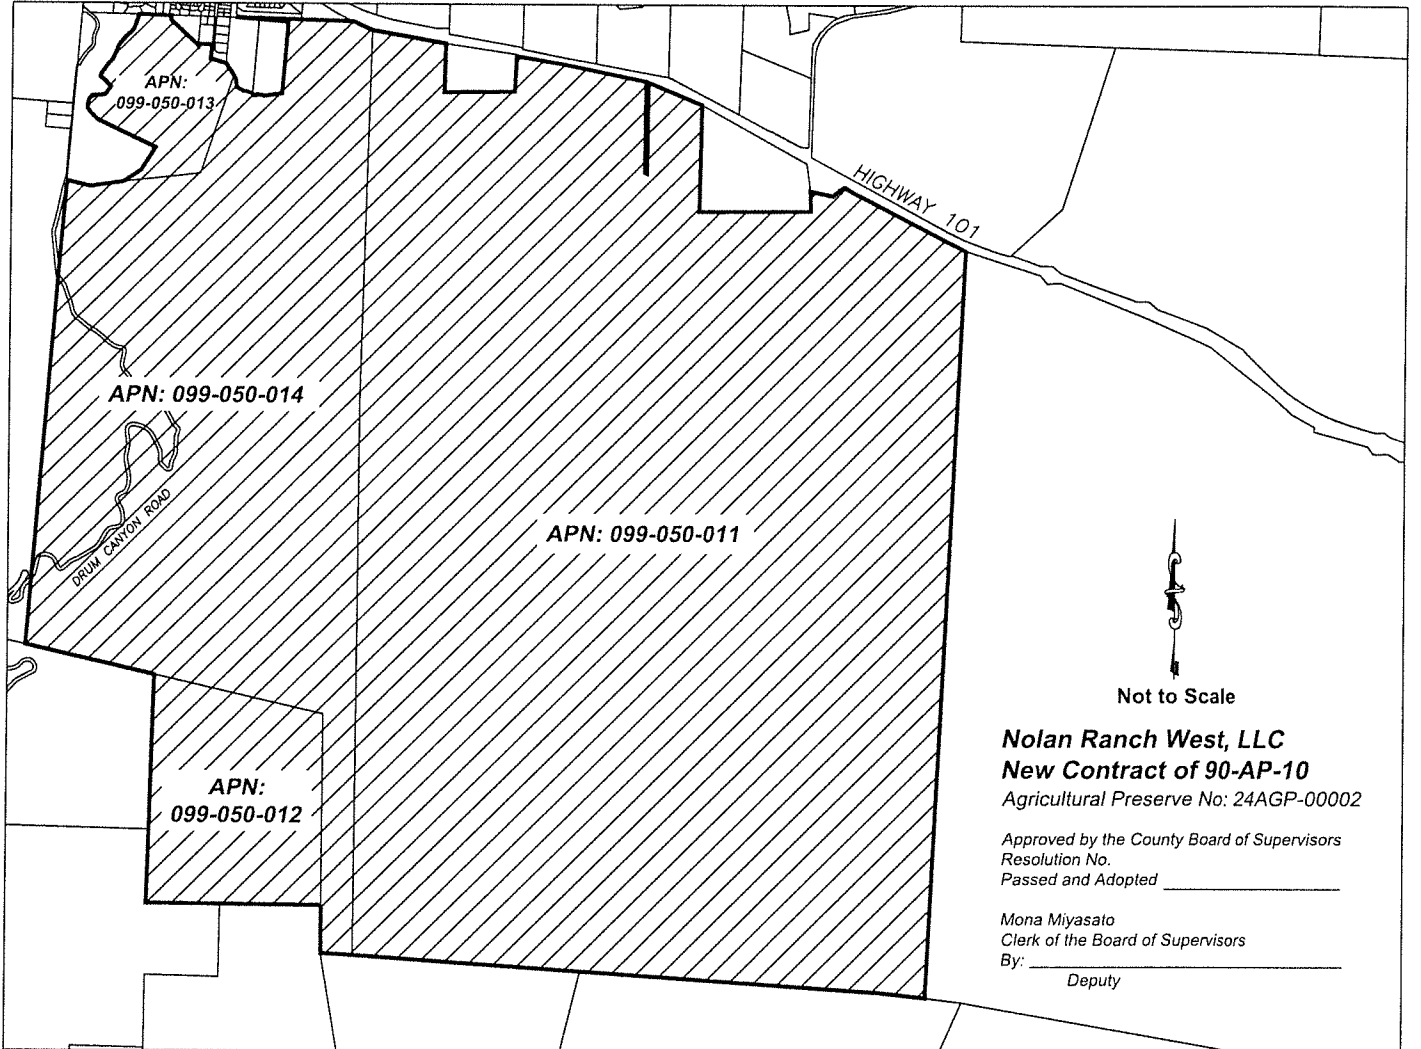 APN:
099-050-013
HIGHWAY 101
APN: 099-050-014
DRUM CANYON ROAD
APN: 099-050-011
APN:
099-050-012
Not to Scale
Nolan Ranch West, LLC
New Contract of 90-AP-10
Agricultural Preserve No: 24AGP-00002
Approved by the County Board of Supervisors
Resolution No.
Passed and Adopted
Mona Miyasato
Clerk of the Board of Supervisors
By:
Deputy